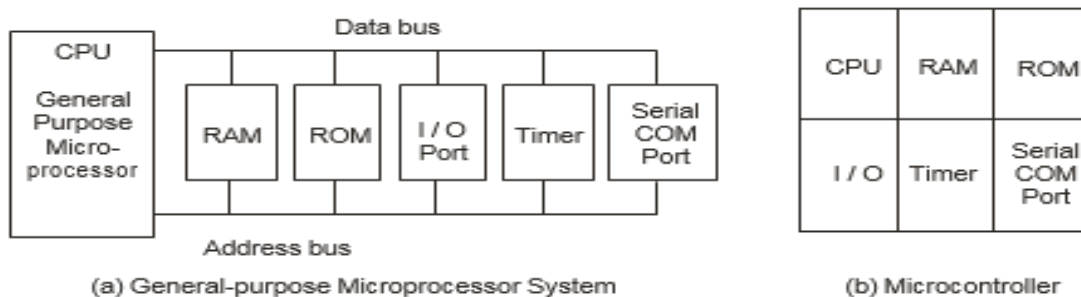 Data bus
CPU
General
Purpose
Micro-
processor
RAM
ROM
I / O
Port
Timer
Serial
COM
Port
Address bus
(a) General-purpose Microprocessor System
CPU
RAM
ROM
I / O
Timer
Serial
COM
Port
(b) Microcontroller